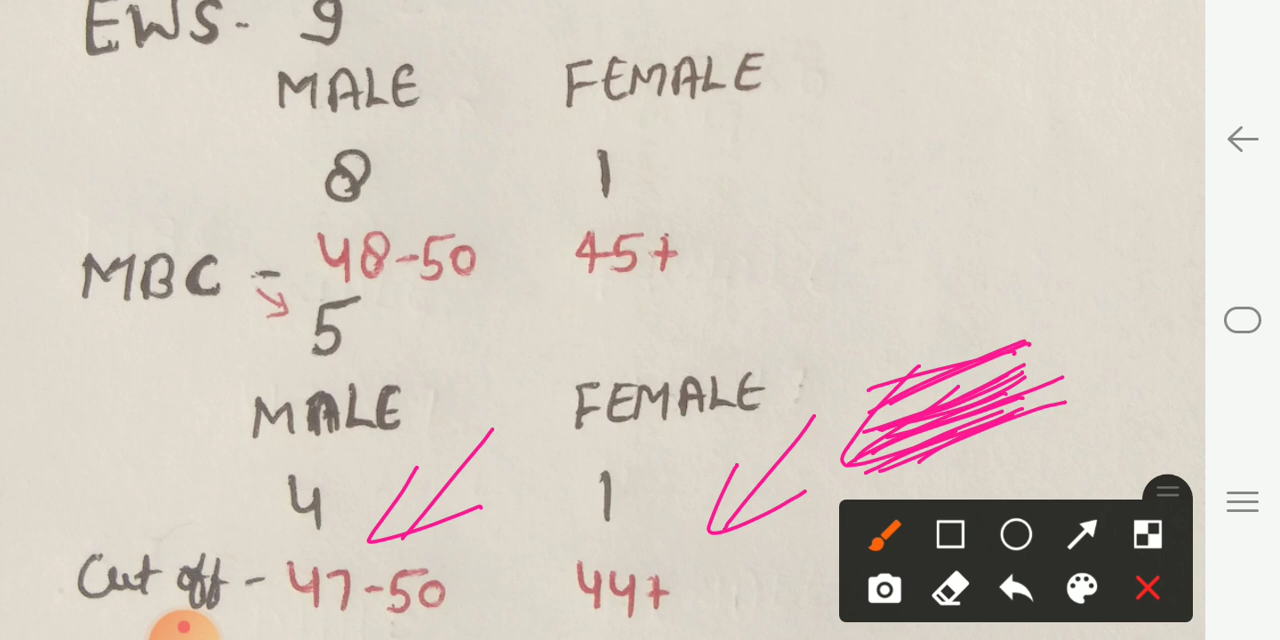 EWS- 9
MALE FEMALE
8 1
48-50 45+
MBC -
5
MALE FEMALE
4 1
Cut off - 47-50 44+